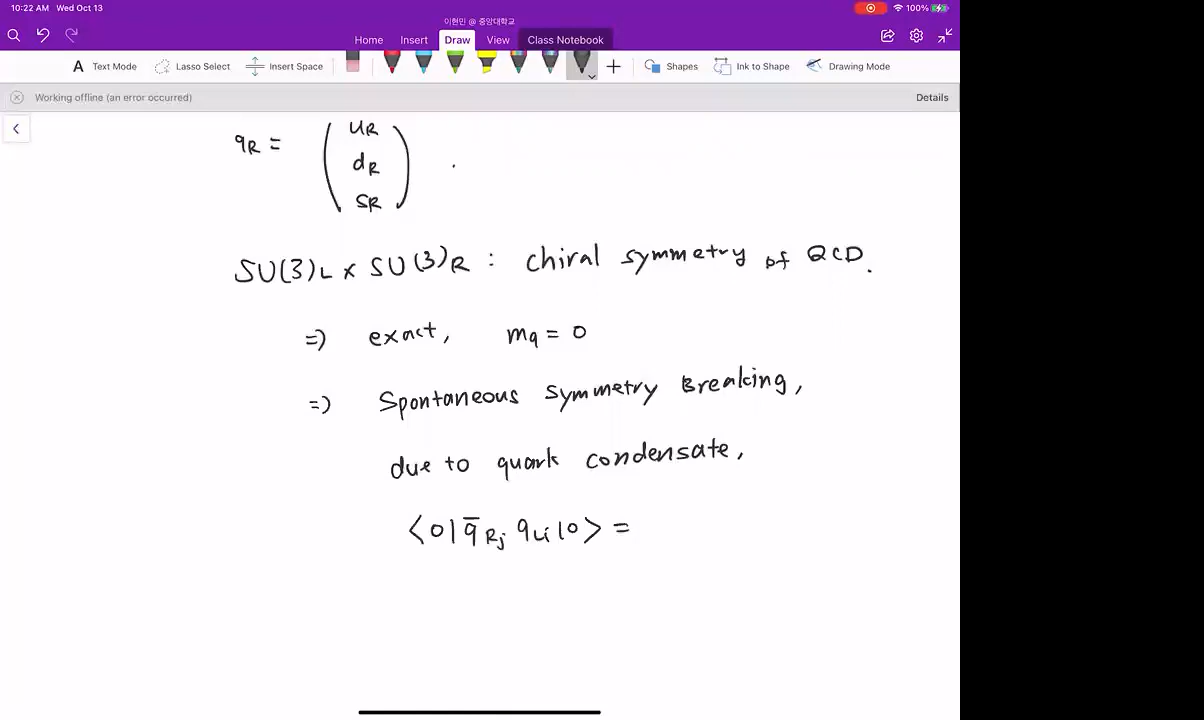 10:22 AM Wed Oct 13
100%
이현민 @ 중앙대학교
Home Insert Draw View Class Notebook
Text Mode Lasso Select Insert Space Shapes Ink to Shape Drawing Mode
Working offline (an error occurred) Details
qR = ( uR
dR
sR ) .
SU(3)L x SU(3)R : chiral symmetry of QCD.
=) exact, mq = 0
=) Spontaneous symmetry Breaking,
due to quark condensate,
<0| q̄Rj qLi |0> =